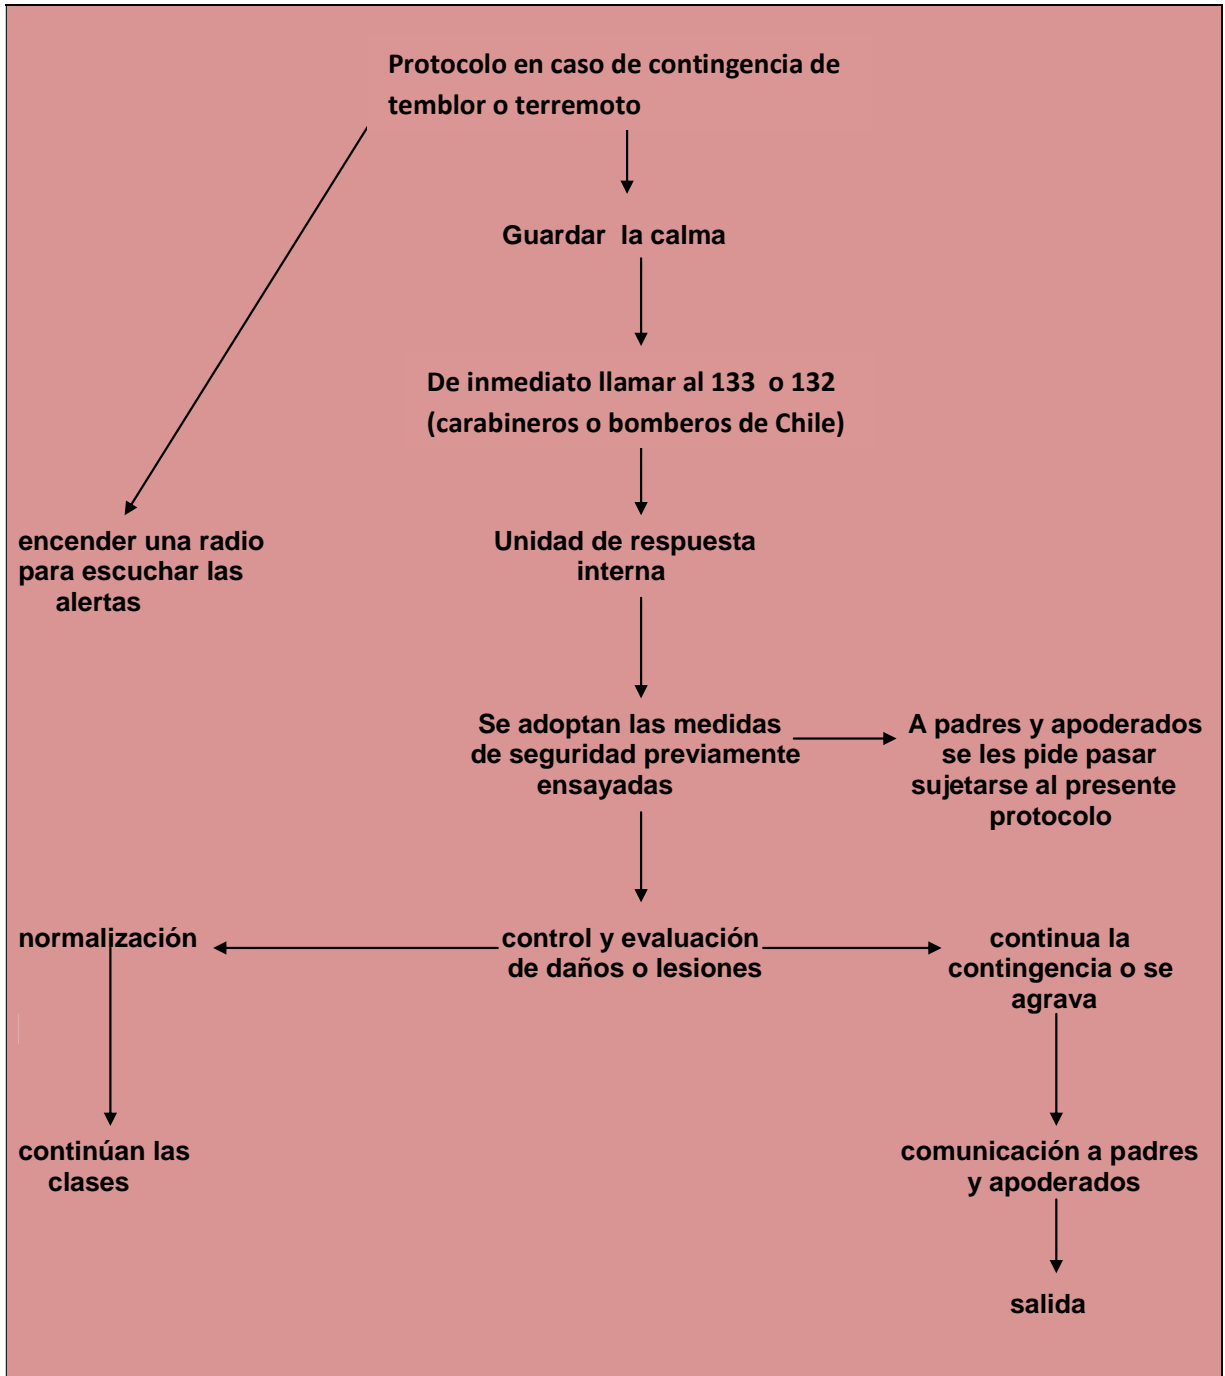 Protocolo en caso de contingencia de
temblor o terremoto
Guardar la calma
De inmediato llamar al 133 o 132
(carabineros o bomberos de Chile)
encender una radio
para escuchar las
alertas
Unidad de respuesta
interna
Se adoptan las medidas
de seguridad previamente
ensayadas
A padres y apoderados
se les pide pasar
sujetarse al presente
protocolo
normalización
control y evaluación
de daños o lesiones
continua la
contingencia o se
agrava
continúan las
clases
comunicación a padres
y apoderados
salida